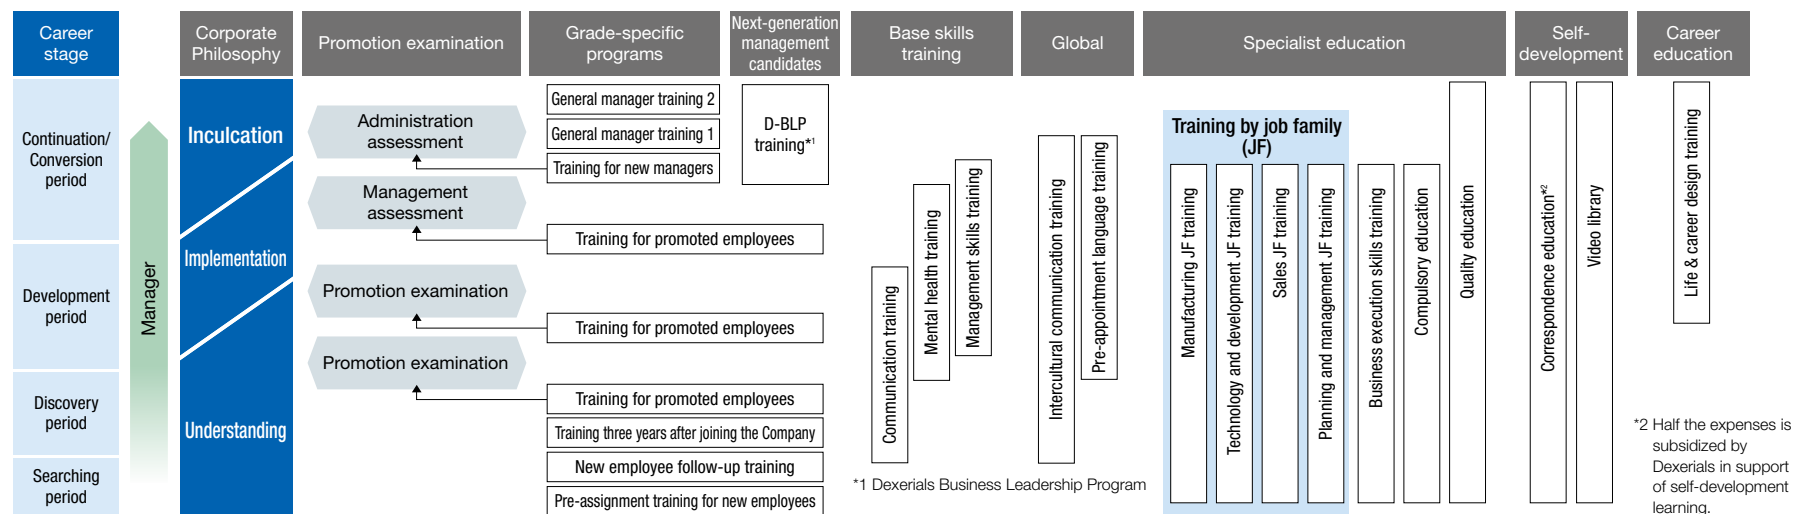 Career
stage
Corporate
Philosophy
Promotion examination
Grade-specific
programs
Next-generation
management
candidates
Base skills
training
Global
Specialist education
Self-
development
Career
education
Continuation/
Conversion
period
Development
period
Discovery
period
Searching
period
Manager
Inculcation
Implementation
Understanding
Administration
assessment
Management
assessment
Promotion examination
Promotion examination
General manager training 2
General manager training 1
Training for new managers
Training for promoted employees
Training for promoted employees
Training for promoted employees
Training three years after joining the Company
New employee follow-up training
Pre-assignment training for new employees
D-BLP
training*1
Communication training
Mental health training
Management skills training
Intercultural communication training
Pre-appointment language training
Training by job family
(JF)
Manufacturing JF training
Technology and development JF training
Sales JF training
Planning and management JF training
Business execution skills training
Compulsory education
Quality education
Correspondence education*2
Video library
Life & career design training
*1 Dexerials Business Leadership Program
*2 Half the expenses is
subsidized by
Dexerials in support
of self-development
learning.